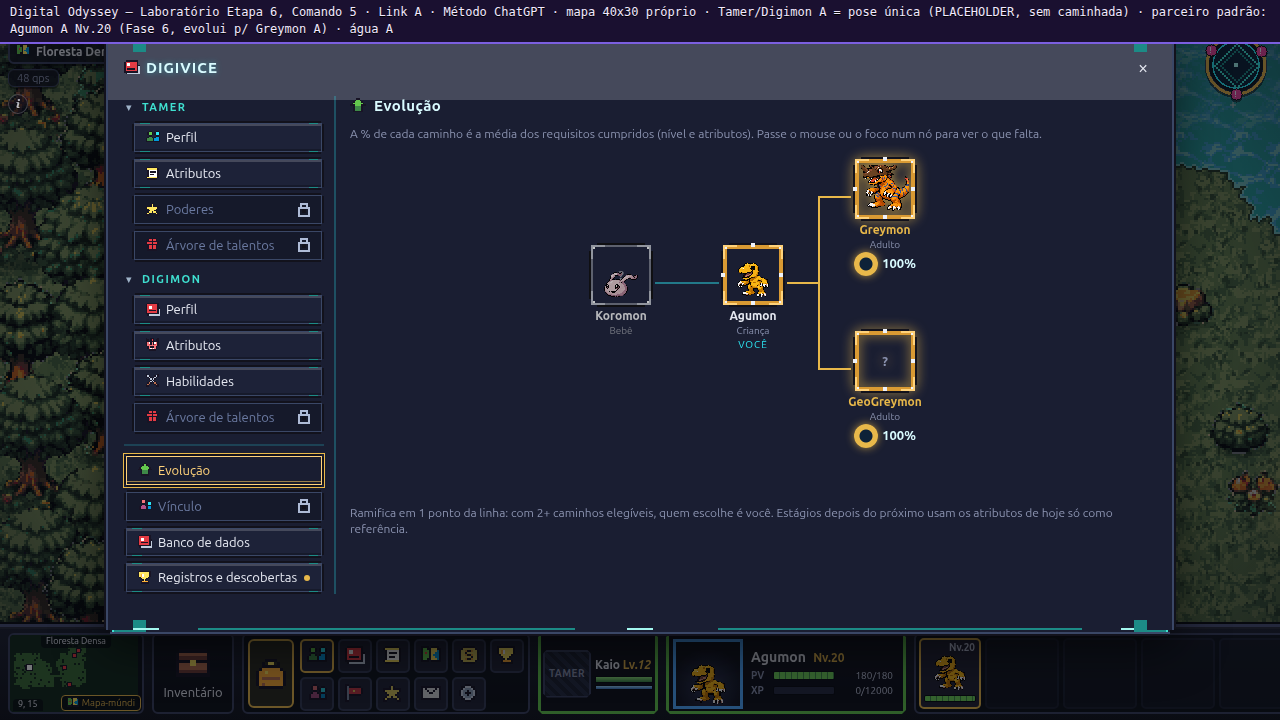 Digital Odyssey — Laboratório Etapa 6, Comando 5 · Link A · Método ChatGPT · mapa 40x30 próprio · Tamer/Digimon A = pose única (PLACEHOLDER, sem caminhada) · parceiro padrão:
Agumon A Nv.20 (Fase 6, evolui p/ Greymon A) · água A
Floresta Den
48 qps
i
DIGIVICE
×
TAMER
Perfil
Atributos
Poderes
Árvore de talentos
DIGIMON
Perfil
Atributos
Habilidades
Árvore de talentos
Evolução
Vínculo
Banco de dados
Registros e descobertas
Evolução
A % de cada caminho é a média dos requisitos cumpridos (nível e atributos). Passe o mouse ou o foco num nó para ver o que falta.
Koromon
Bebê
Agumon
Criança
VOCÊ
Greymon
Adulto
100%
?
GeoGreymon
Adulto
100%
Ramifica em 1 ponto da linha: com 2+ caminhos elegíveis, quem escolhe é você. Estágios depois do próximo usam os atributos de hoje só como
referência.
Floresta Densa
9, 15
Mapa-múndi
Inventário
TAMER
Kaio Lv.12
Agumon Nv.20
PV 180/180
XP 0/12000
Nv.20